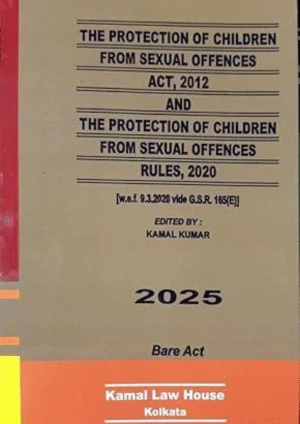 THE PROTECTION OF CHILDREN
FROM SEXUAL OFFENCES
ACT, 2012
AND
THE PROTECTION OF CHILDREN
FROM SEXUAL OFFENCES
RULES, 2020
[w.e.f. 9.3.2020 vide G.S.R. 165(E)]
EDITED BY :
KAMAL KUMAR
2025
Bare Act
Kamal Law House
Kolkata